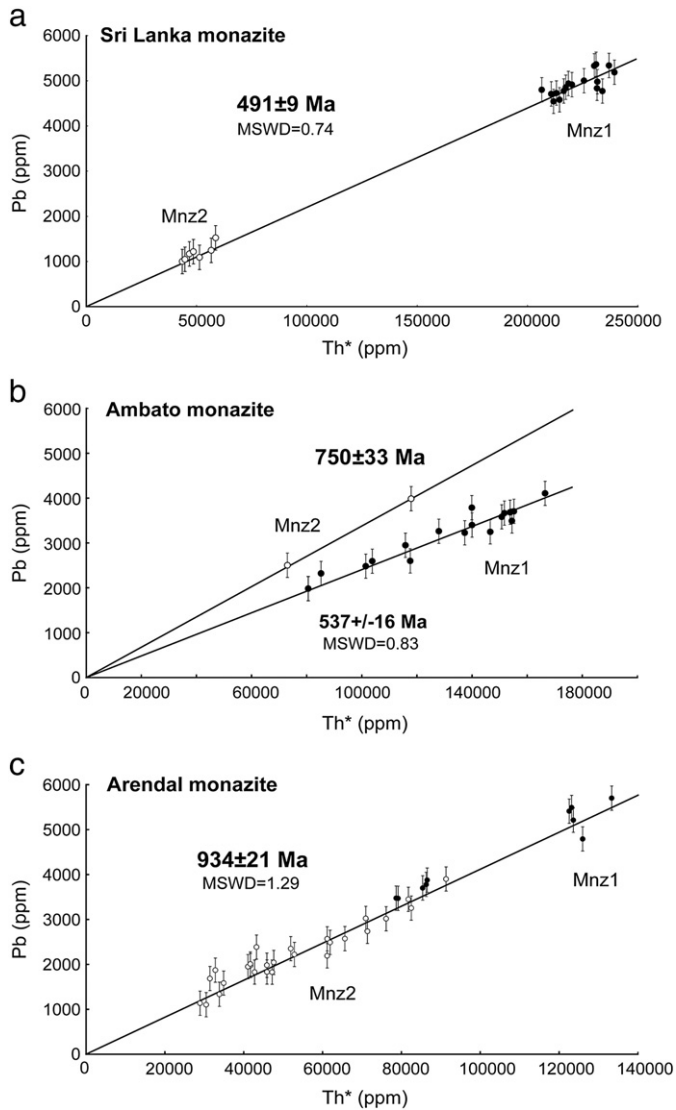 a
Sri Lanka monazite
6000
5000
4000
3000
2000
1000
0
Pb (ppm)
491±9 Ma
MSWD=0.74
Mnz1
Mnz2
0 50000 100000 150000 200000 250000
Th* (ppm)
b
Ambato monazite
6000
5000
4000
3000
2000
1000
0
Pb (ppm)
750±33 Ma
Mnz2
Mnz1
537+/-16 Ma
MSWD=0.83
0 20000 60000 100000 140000 180000
Th* (ppm)
c
Arendal monazite
6000
5000
4000
3000
2000
1000
0
Pb (ppm)
934±21 Ma
MSWD=1.29
Mnz1
Mnz2
0 20000 40000 60000 80000 100000 120000 140000
Th* (ppm)